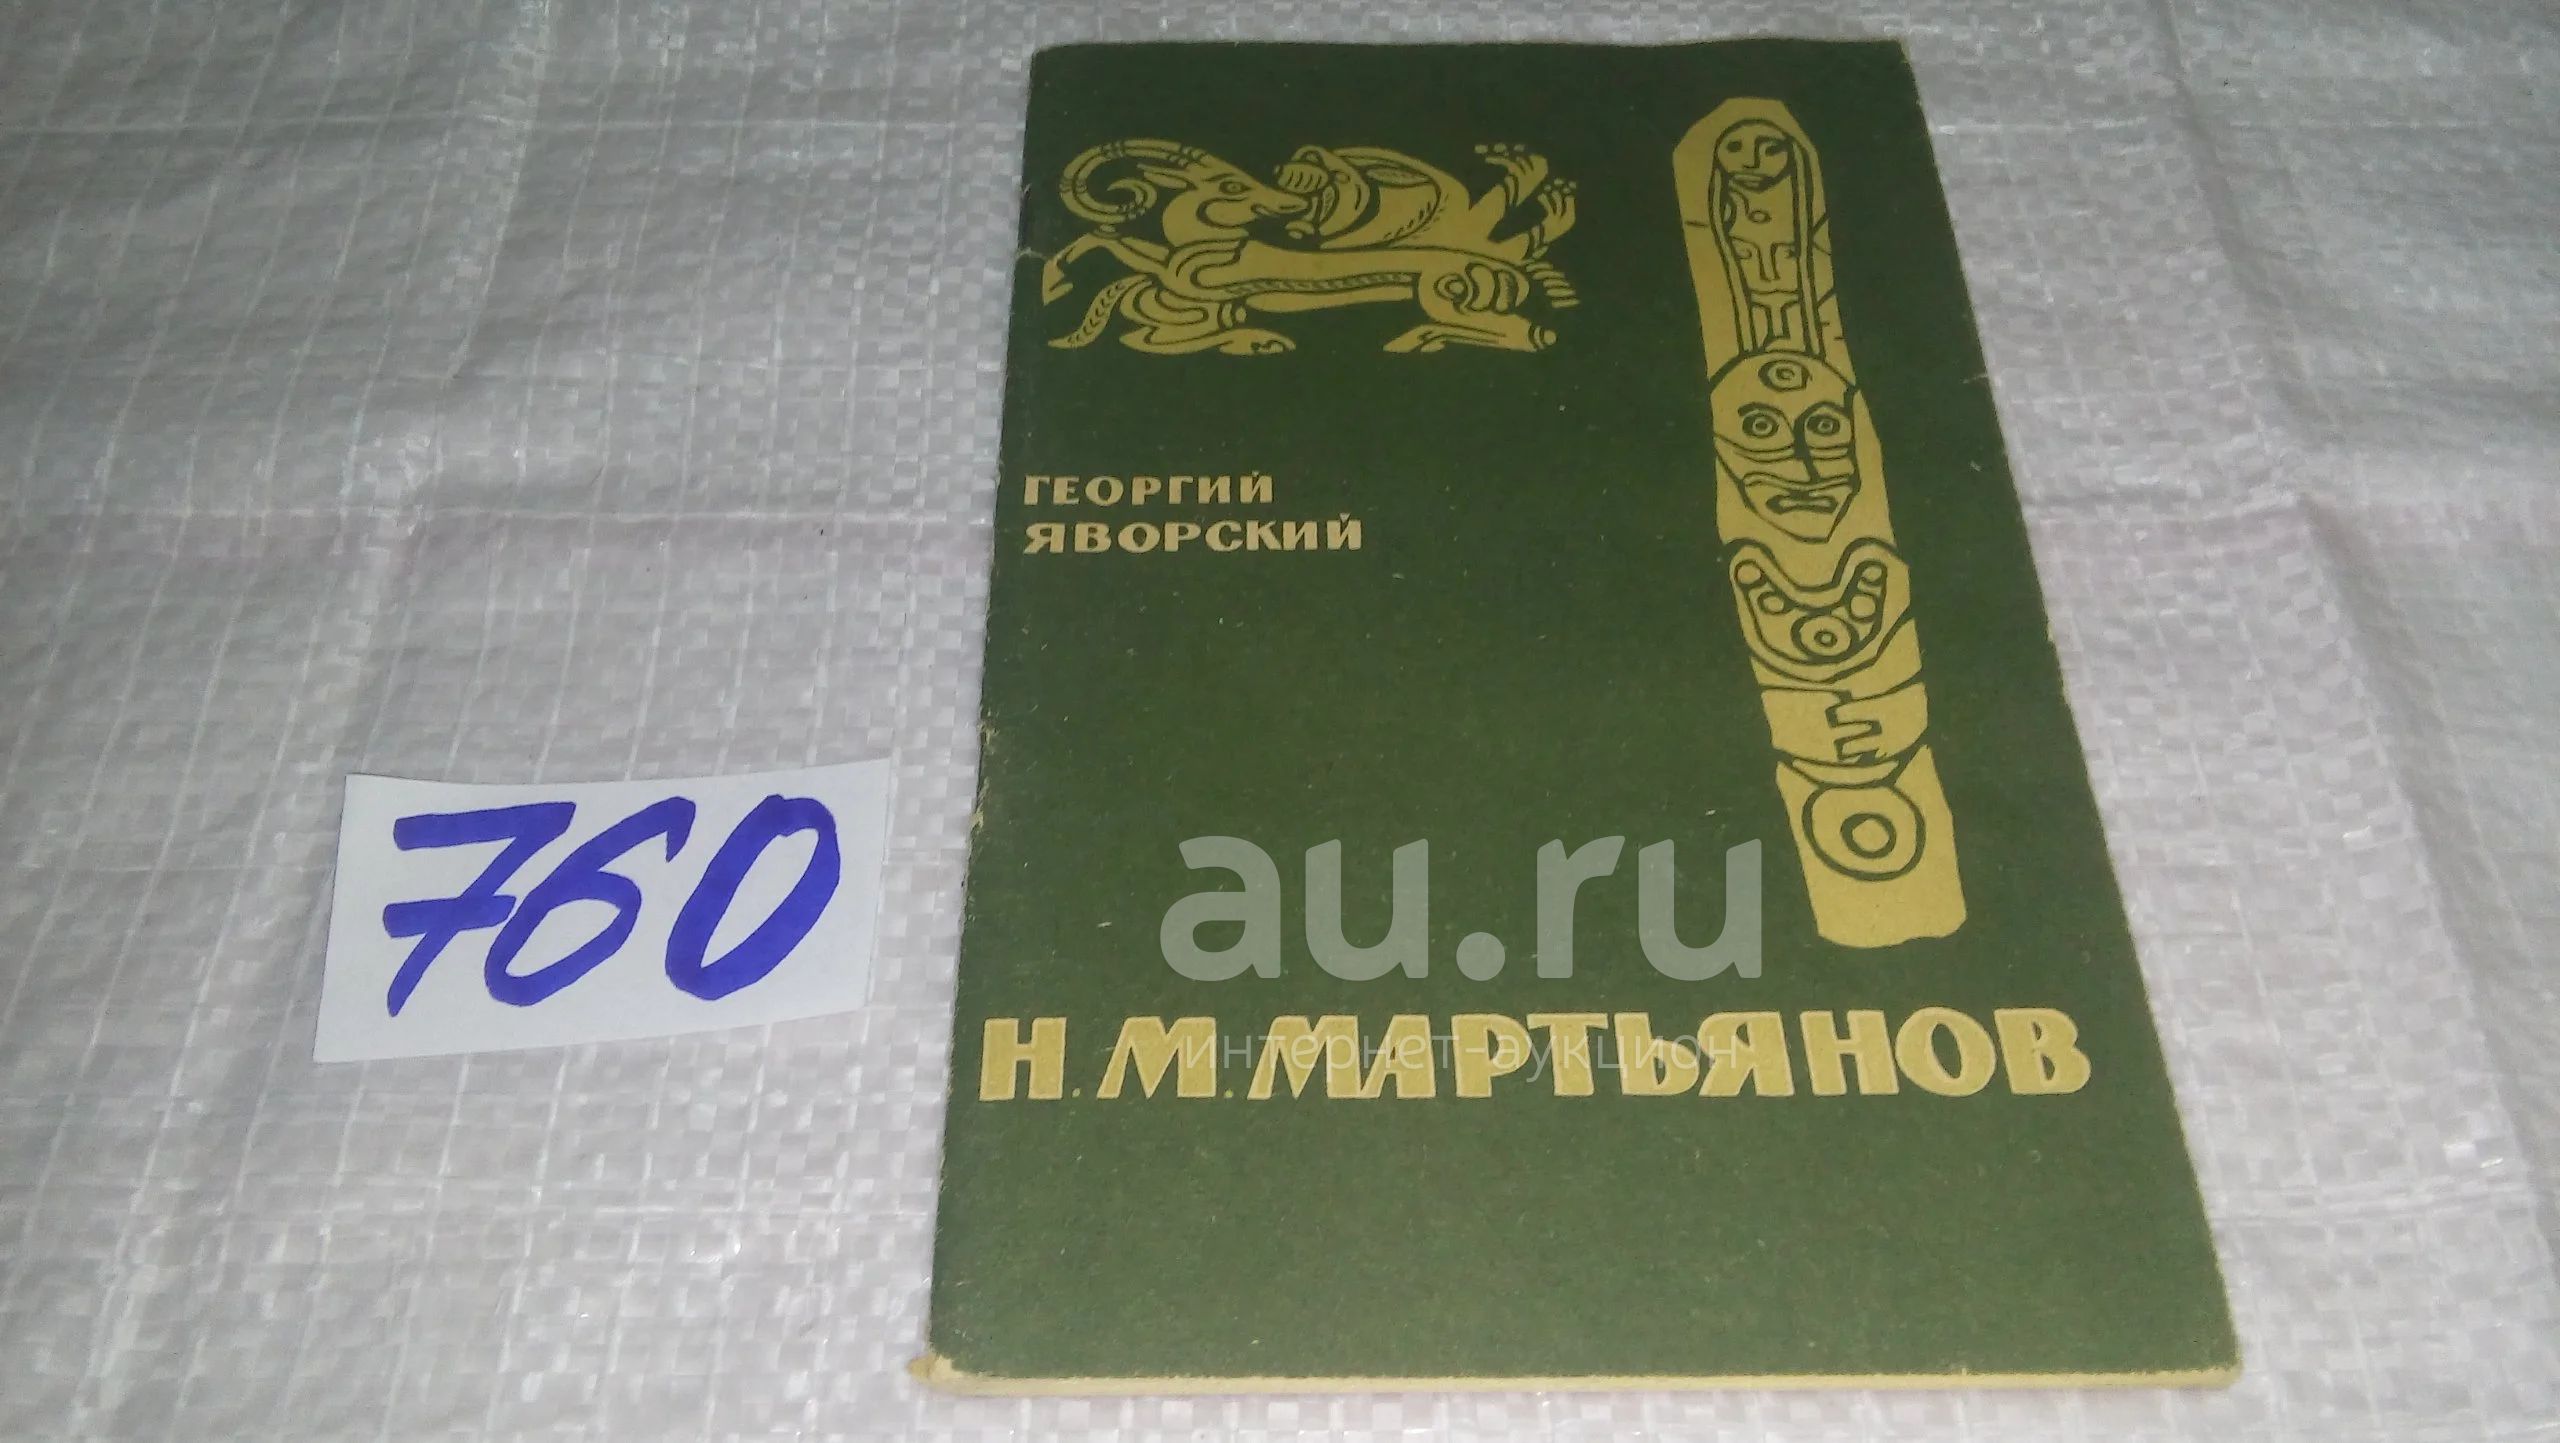 ГЕОРГИЙ
ЯВОРСКИЙ
760
au.ru
интернет-аукцион
Н.М.МАРТЬЯНОВ